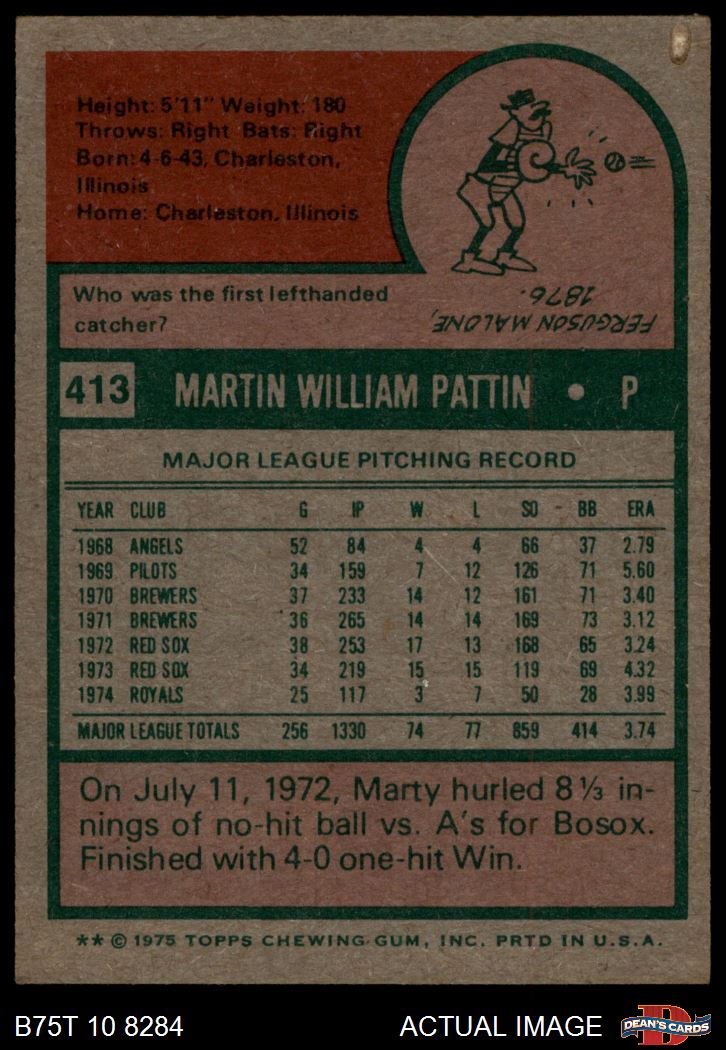 Height: 5'11" Weight: 180
Throws: Right Bats: Right
Born: 4-6-43, Charleston,
Illinois
Home: Charleston, Illinois
Who was the first lefthanded
catcher?
FERGUSON MALONE,
1876.
413 MARTIN WILLIAM PATTIN • P
MAJOR LEAGUE PITCHING RECORD
YEAR CLUB G IP W L SO BB ERA
1968 ANGELS 52 84 4 4 66 37 2.79
1969 PILOTS 34 159 7 12 126 71 5.60
1970 BREWERS 37 233 14 12 161 71 3.40
1971 BREWERS 36 265 14 14 169 73 3.12
1972 RED SOX 38 253 17 13 168 65 3.24
1973 RED SOX 34 219 15 15 119 69 4.32
1974 ROYALS 25 117 3 7 50 28 3.99
MAJOR LEAGUE TOTALS 256 1330 74 77 859 414 3.74
On July 11, 1972, Marty hurled 8⅓ in-
nings of no-hit ball vs. A's for Bosox.
Finished with 4-0 one-hit Win.
** © 1975 TOPPS CHEWING GUM, INC. PRTD IN U.S.A.
B75T 10 8284 ACTUAL IMAGE D DEAN'S CARDS